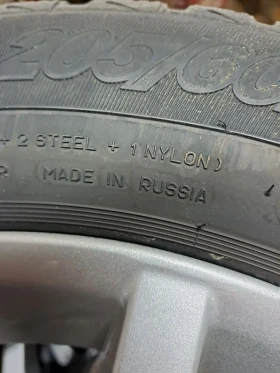 205/60
+ 2 STEEL + 1 NYLON)
MADE IN RUSSIA